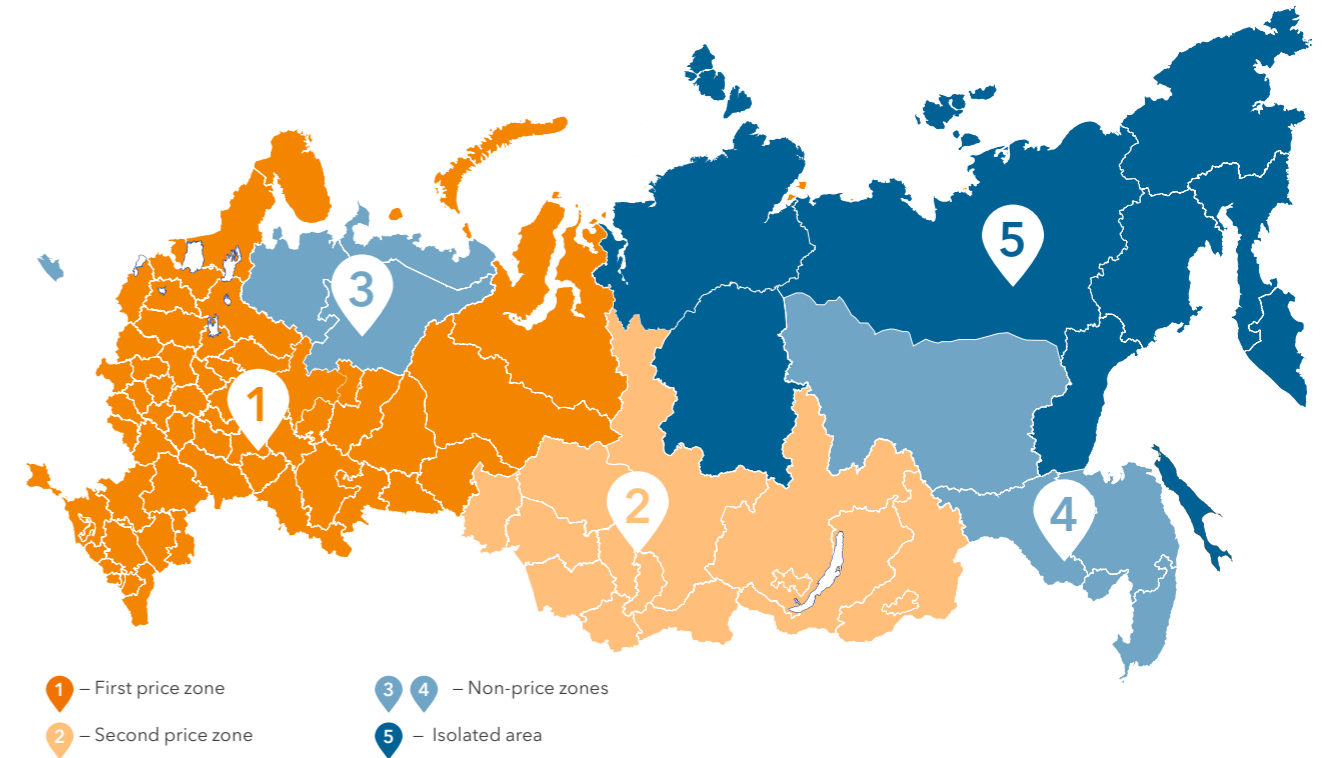 5
3
1
2
4
1 – First price zone
3 4 – Non-price zones
2 – Second price zone
5 – Isolated area